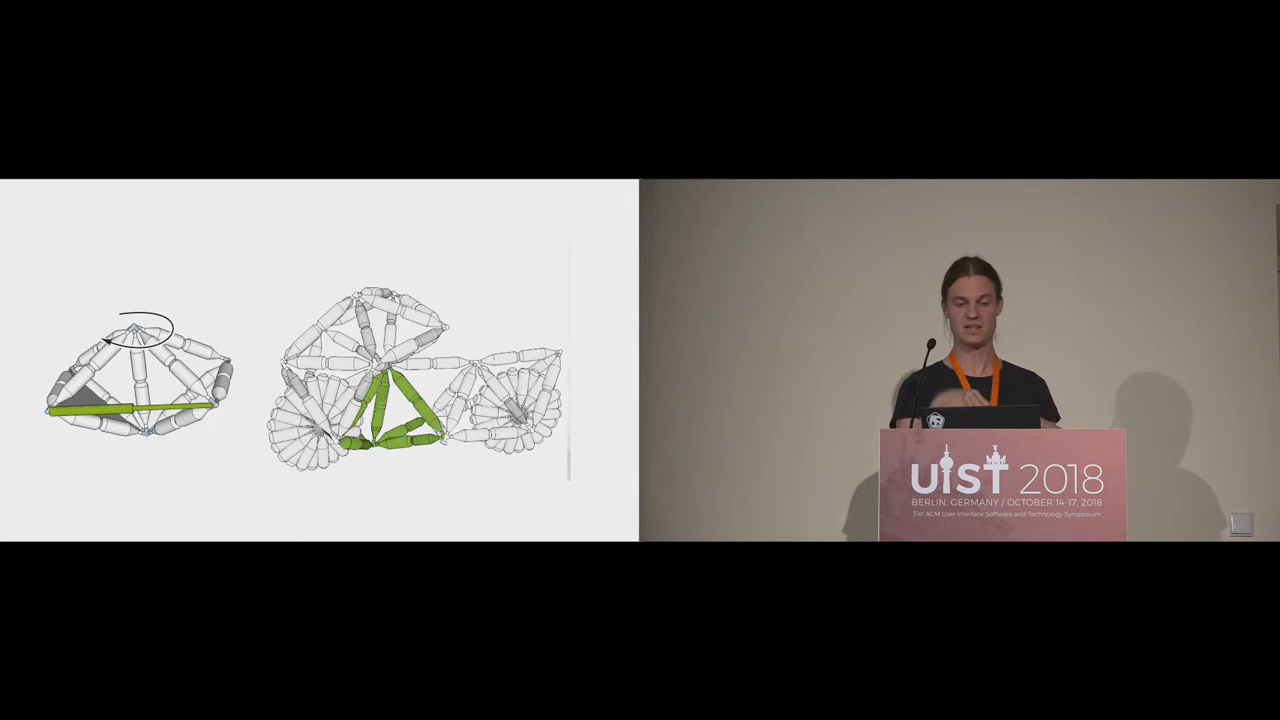 UIST 2018
BERLIN, GERMANY / OCTOBER 14-17, 2018
31st ACM User Interface Software and Technology Symposium